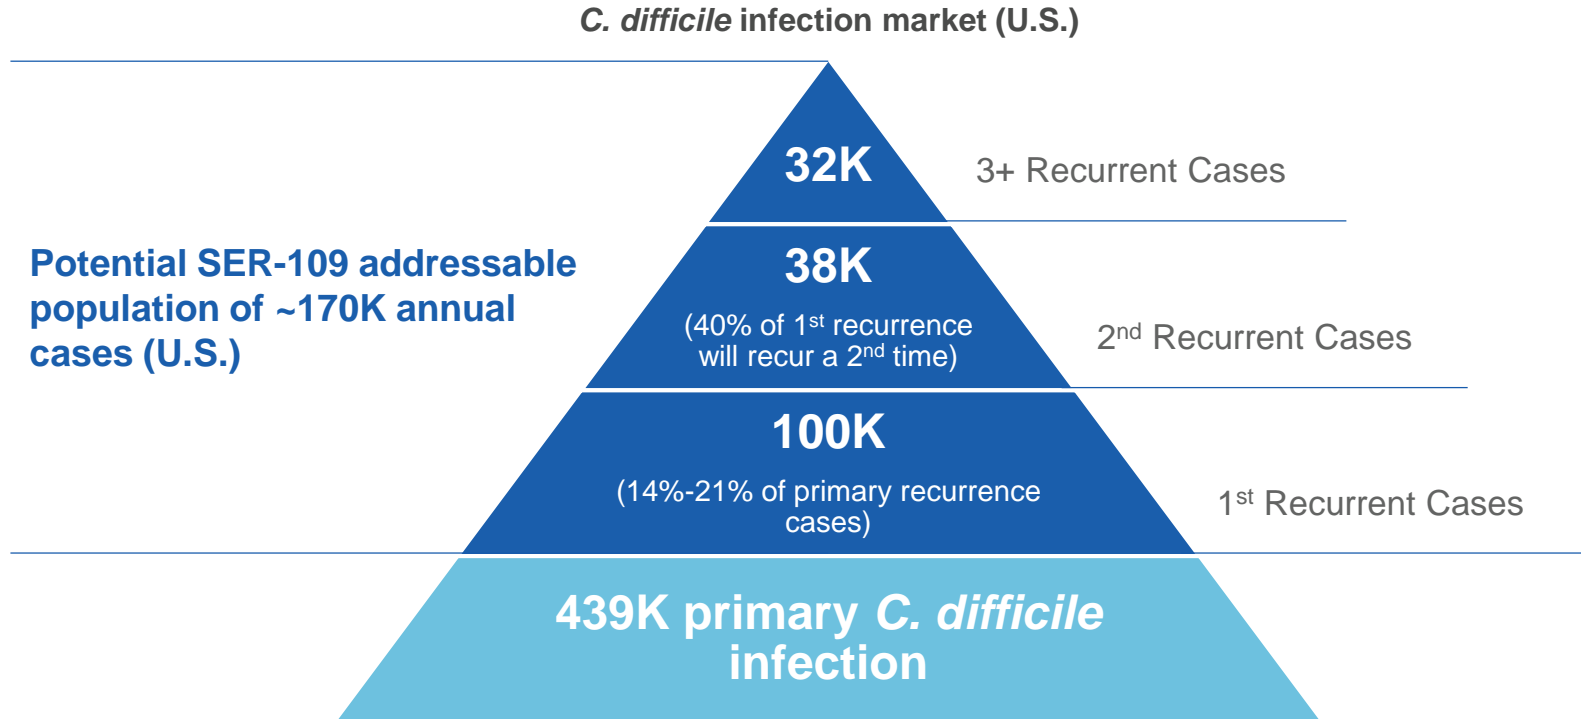 C. difficile infection market (U.S.)
32K
3+ Recurrent Cases
Potential SER-109 addressable
population of ~170K annual
cases (U.S.)
38K
(40% of 1st recurrence
will recur a 2nd time)
2nd Recurrent Cases
100K
(14%-21% of primary recurrence
cases)
1st Recurrent Cases
439K primary C. difficile
infection